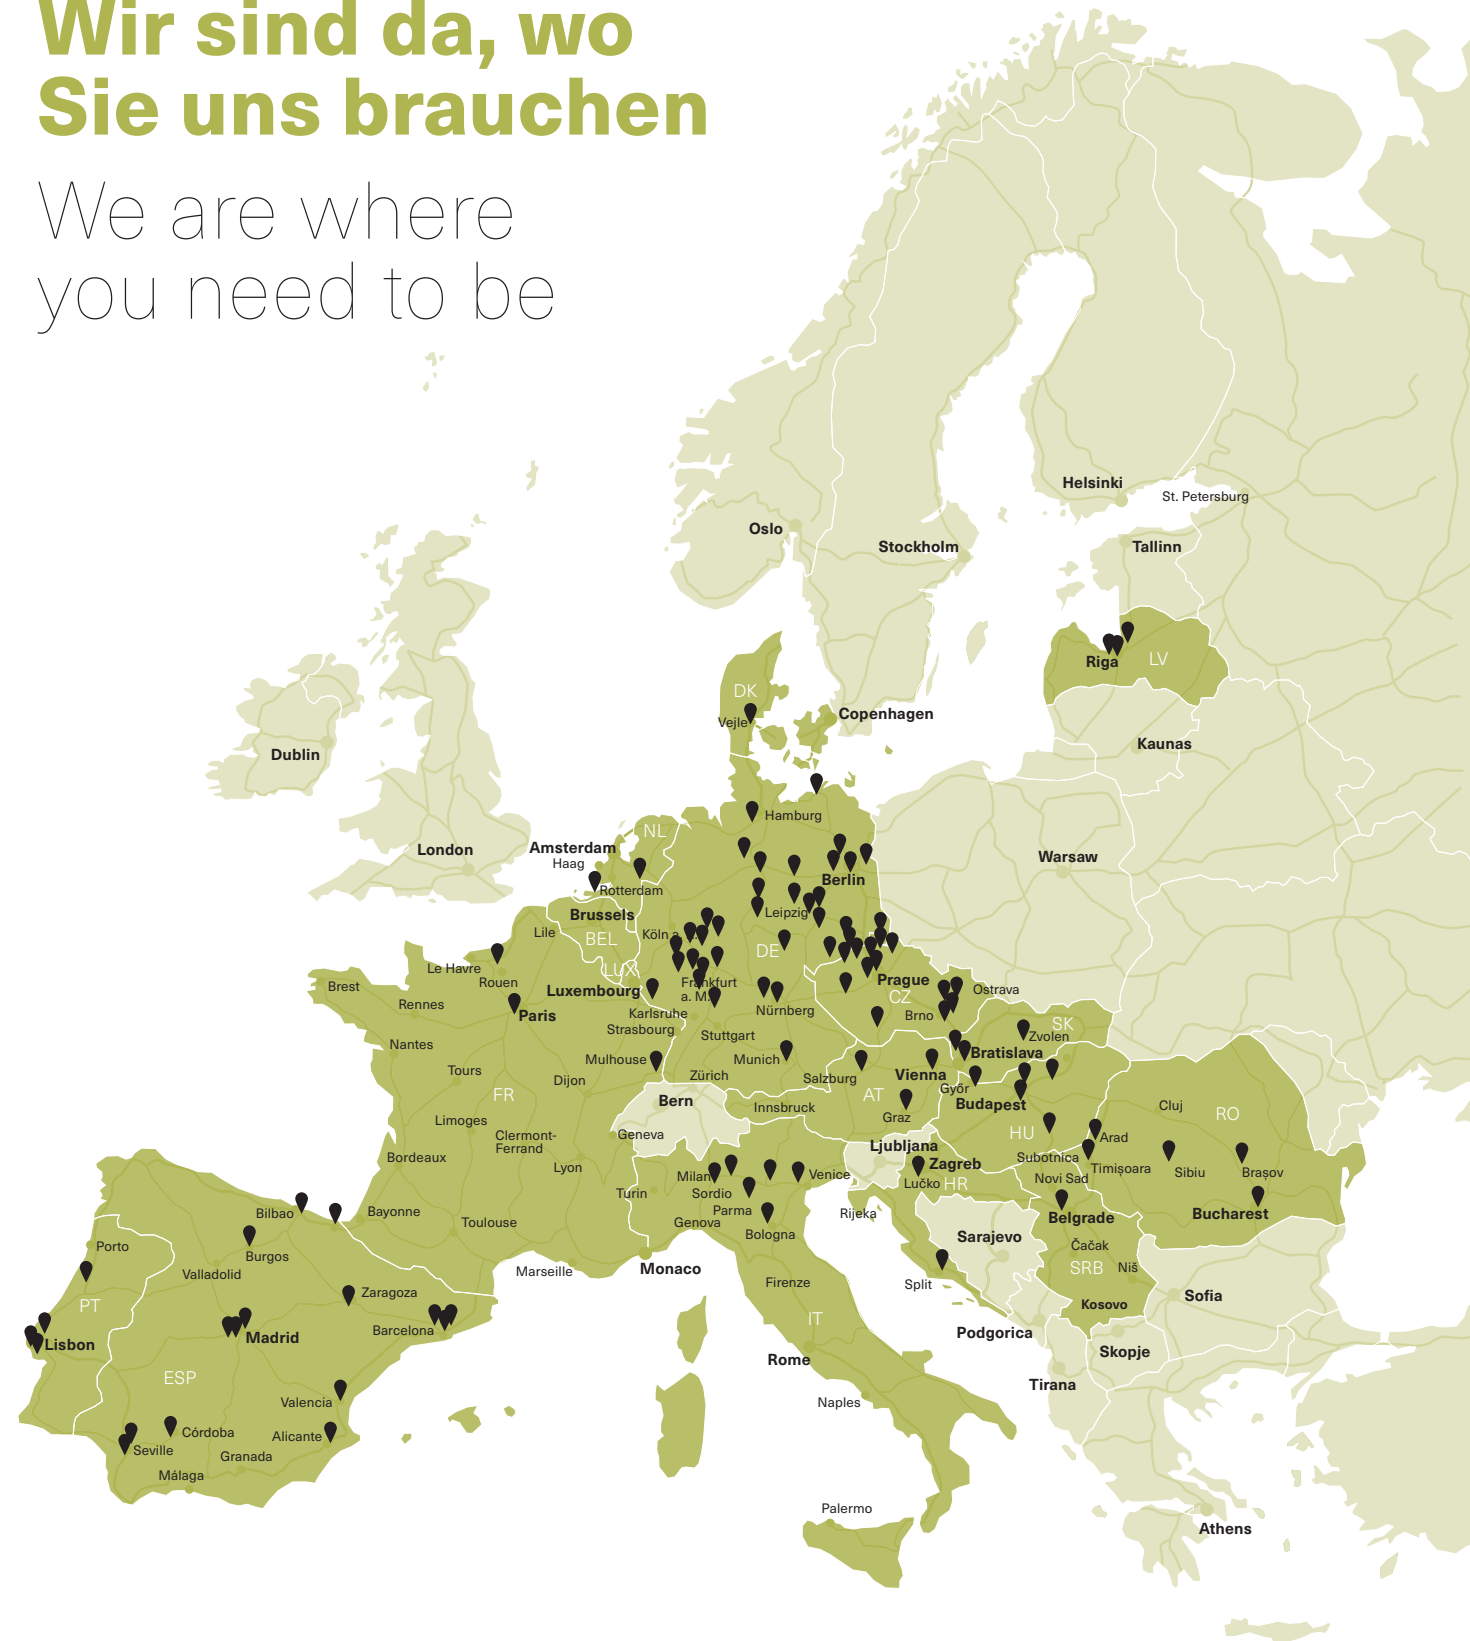 Wir sind da, wo
Sie uns brauchen
We are where
you need to be
Helsinki
St. Petersburg
Oslo
Stockholm
Tallinn
Riga
LV
DK
Vejle
Copenhagen
Kaunas
Dublin
Hamburg
NL
London
Amsterdam
Haag
Warsaw
Rotterdam
Berlin
Brussels
Leipzig
Lile
BEL
Köln a.
DE
Le Havre
LUX
Rouen
Frankfurt
a. M.
Prague
Brest
Luxembourg
CZ
Ostrava
Rennes
Paris
Karlsruhe
Nürnberg
Brno
SK
Strasbourg
Stuttgart
Zvolen
Nantes
Mulhouse
Munich
Bratislava
Tours
Dijon
Zürich
Salzburg
Vienna
Győr
FR
Bern
AT
Budapest
Innsbruck
Cluj
RO
Limoges
Graz
Clermont-
Ferrand
Geneva
HU
Arad
Bordeaux
Lyon
Ljubljana
Zagreb
Subotnica
Timișoara
Sibiu
Brașov
Milan
Venice
Turin
Sordio
Lučko
HR
Novi Sad
Bilbao
Bayonne
Parma
Rijeka
Belgrade
Bucharest
Toulouse
Genova
Bologna
Porto
Burgos
Sarajevo
Čačak
Valladolid
Marseille
Monaco
SRB
Niš
Zaragoza
Firenze
Split
Sofia
PT
Kosovo
Barcelona
IT
Lisbon
Madrid
Podgorica
Skopje
Rome
ESP
Tirana
Valencia
Naples
Córdoba
Alicante
Seville
Granada
Málaga
Palermo
Athens